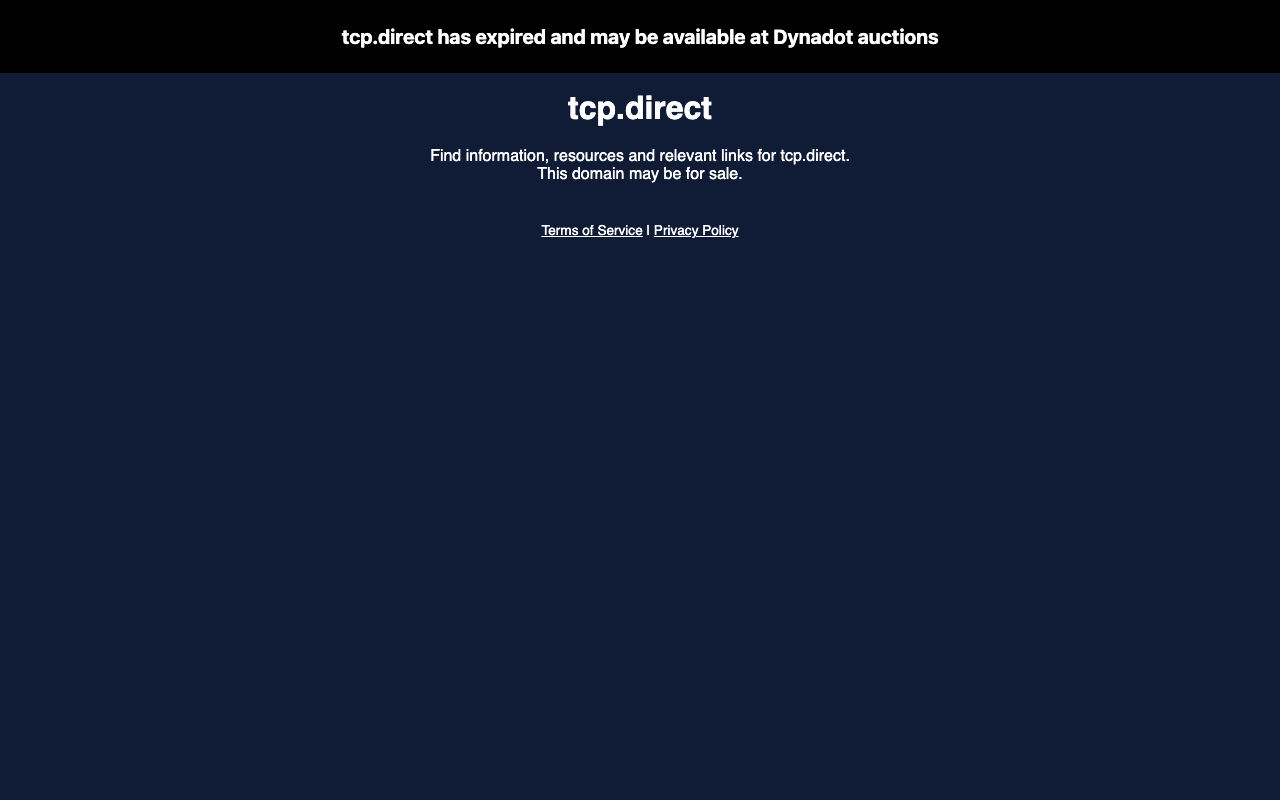 tcp.direct has expired and may be available at Dynadot auctions
tcp.direct
Find information, resources and relevant links for tcp.direct.
This domain may be for sale.
Terms of Service | Privacy Policy